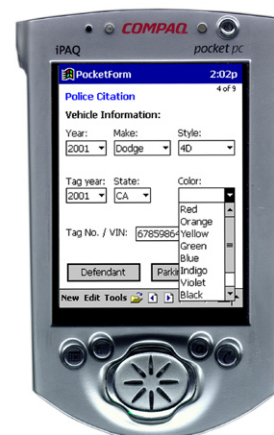 COMPAQ
iPAQ pocket pc
PocketForm 2:02p
4 of 9
Police Citation
Vehicle Information:
Year: Make: Style:
2001 Dodge 4D
Tag year: State: Color:
2001 CA
Red
Orange
Yellow
Green
Blue
Indigo
Violet
Black
Tag No. / VIN: 67859864
Defendant
New Edit Tools